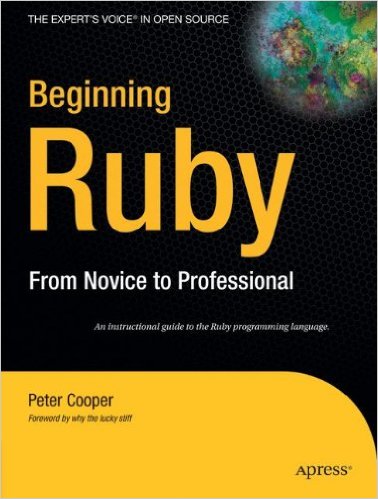 THE EXPERT'S VOICE® IN OPEN SOURCE
Beginning
Ruby
From Novice to Professional
An instructional guide to the Ruby programming language.
Peter Cooper
Foreword by why the lucky stiff
Apress®